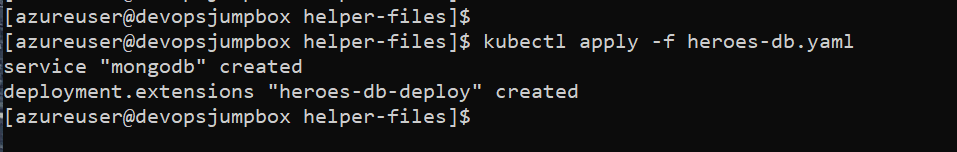 [azureuser@devopsjumpbox helper-files]$
[azureuser@devopsjumpbox helper-files]$ kubectl apply -f heroes-db.yaml
service "mongodb" created
deployment.extensions "heroes-db-deploy" created
[azureuser@devopsjumpbox helper-files]$